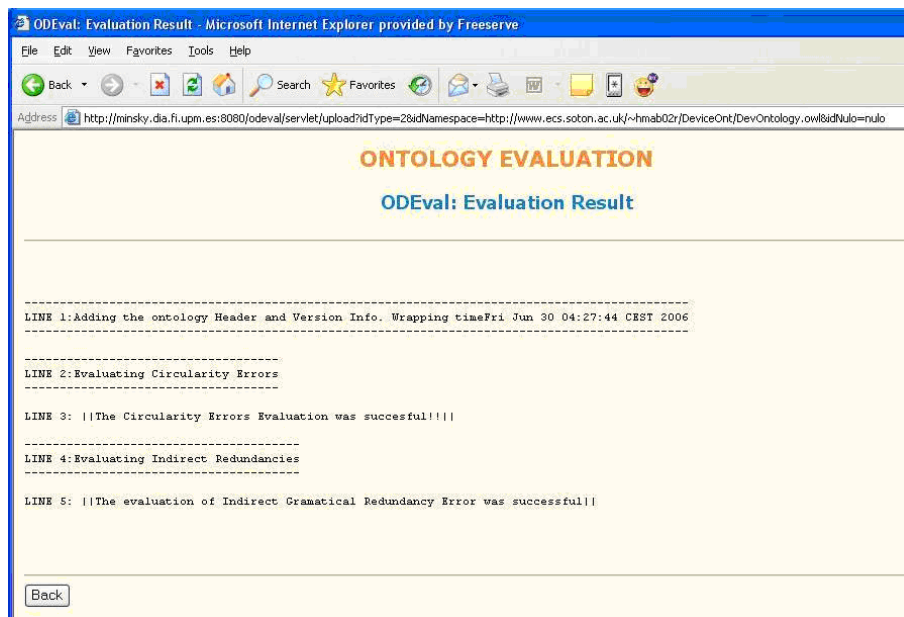 ODEval: Evaluation Result - Microsoft Internet Explorer provided by Freeserve
File Edit View Favorites Tools Help
Back Search Favorites
Address http://minsky.dia.fi.upm.es:8080/odeval/servlet/upload?idType=2&idNamespace=http://www.ecs.soton.ac.uk/~hmab02r/DeviceOnt/DevOntology.owl&idNulo=nulo
ONTOLOGY EVALUATION
ODEval: Evaluation Result
LINE 1:Adding the ontology Header and Version Info. Wrapping timeFri Jun 30 04:27:44 CEST 2006
LINE 2:Evaluating Circularity Errors
LINE 3: ||The Circularity Errors Evaluation was succesful!!||
LINE 4:Evaluating Indirect Redundancies
LINE 5: ||The evaluation of Indirect Gramatical Redundancy Error was successful||
Back